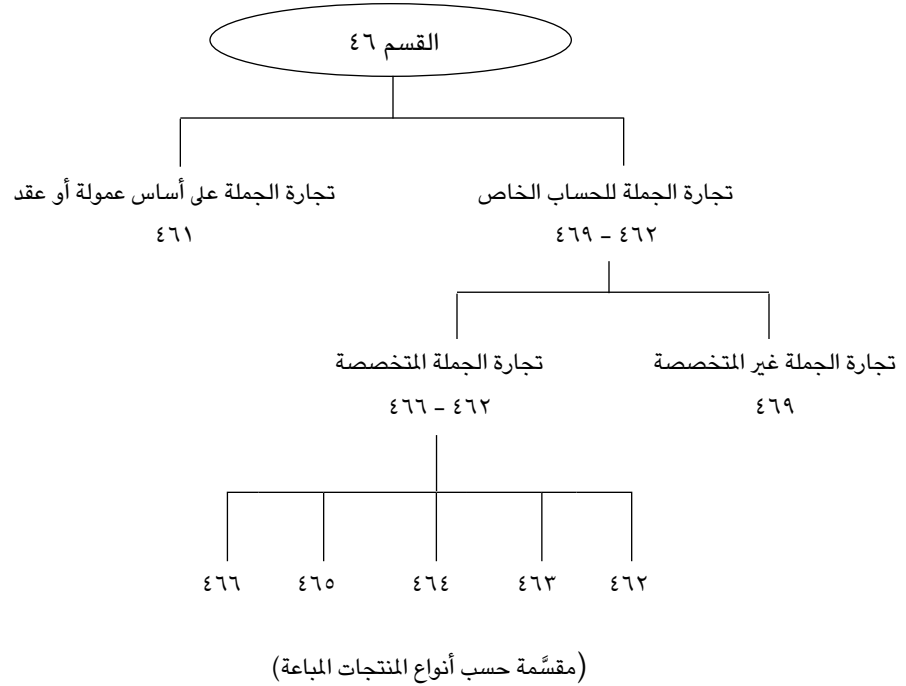 القسم ٤٦
تجارة الجملة للحساب الخاص
٤٦٢ – ٤٦٩
تجارة الجملة على أساس عمولة أو عقد
٤٦١
تجارة الجملة غير المتخصصة
٤٦٩
تجارة الجملة المتخصصة
٤٦٢ – ٤٦٦
٤٦٢ ٤٦٣ ٤٦٤ ٤٦٥ ٤٦٦
(مقسَّمة حسب أنواع المنتجات المباعة)